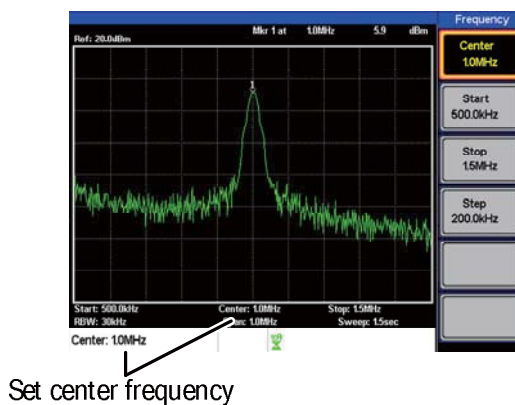 Frequency
Mkr 1 at 1.0MHz 5.9 dBm
Ref: 20.0dBm
Center
1.0MHz
1
Start
500.0kHz
Stop
1.5MHz
Step
200.0kHz
Start: 500.0kHz Center: 1.0MHz Stop: 1.5MHz
RBW: 30kHz 1.0MHz Sweep: 1.5sec
Center: 1.0MHz
Set center frequency